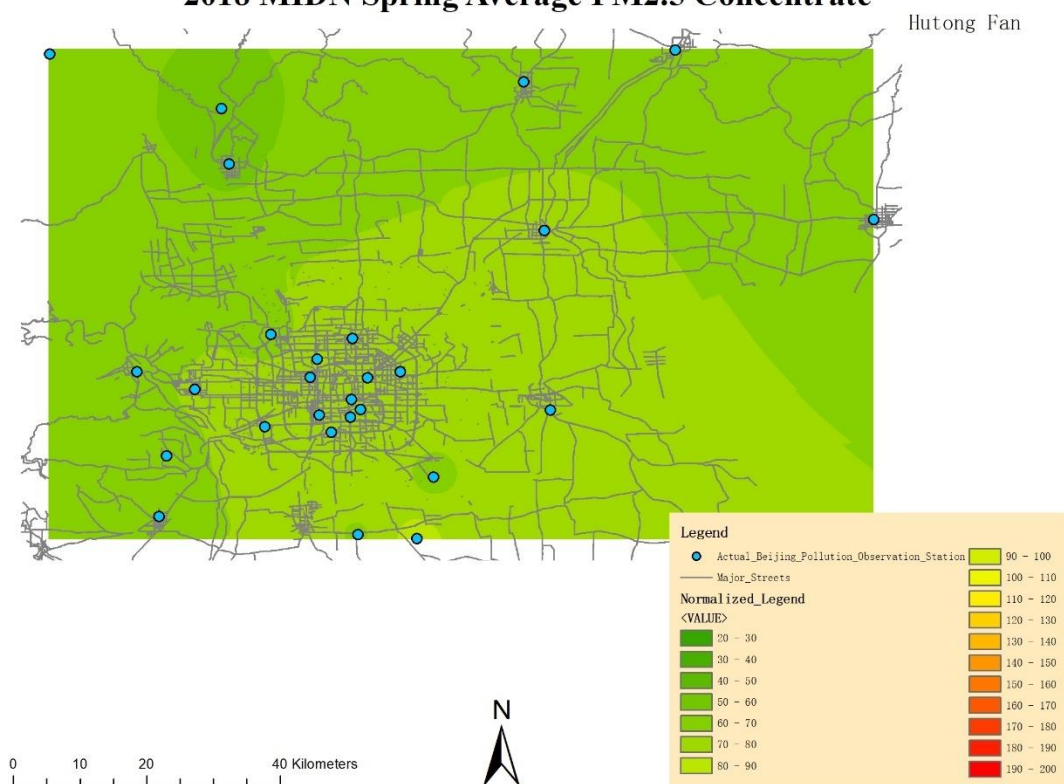 2018 MIDN Spring Average PM2.5 Concentrate
Hutong Fan
Legend
Actual_Beijing_Pollution_Observation_Station
Major_Streets
Normalized_Legend
<VALUE>
20 - 30
30 - 40
40 - 50
50 - 60
60 - 70
70 - 80
80 - 90
90 - 100
100 - 110
110 - 120
120 - 130
130 - 140
140 - 150
150 - 160
160 - 170
170 - 180
180 - 190
190 - 200
N
0 10 20 40 Kilometers